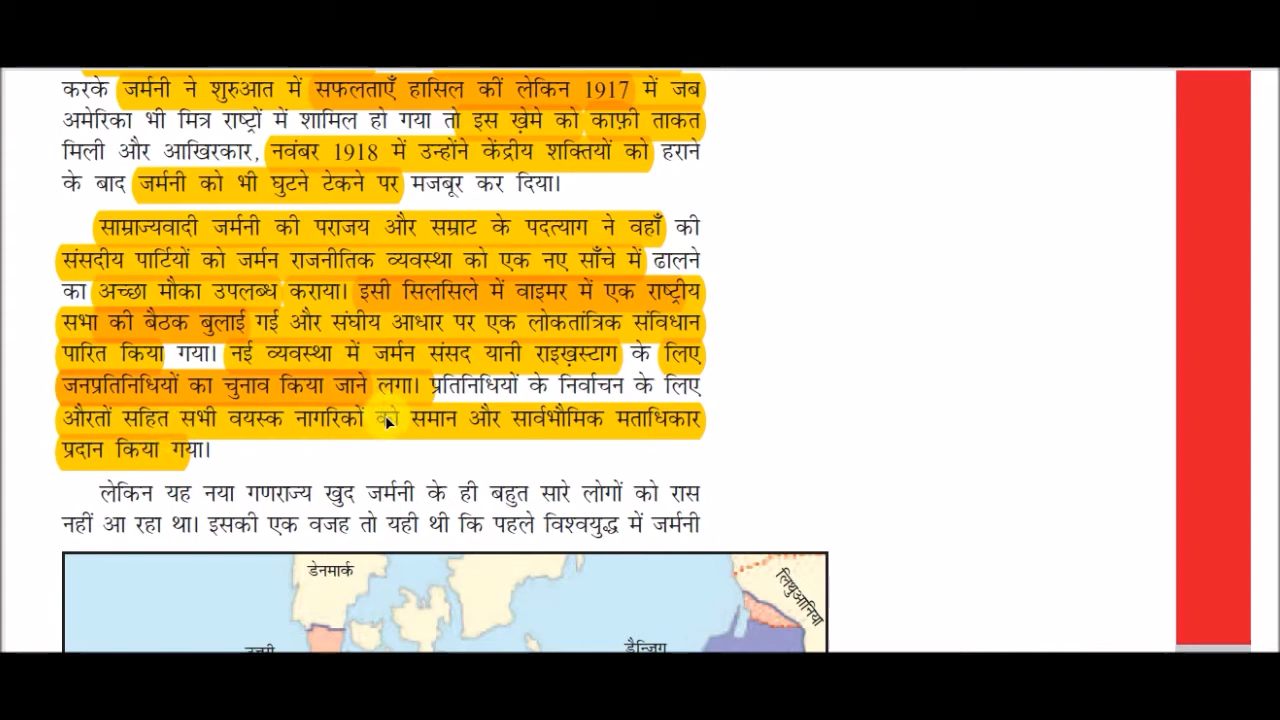 करके जर्मनी ने शुरुआत में सफलताएँ हासिल कीं लेकिन 1917 में जब
अमेरिका भी मित्र राष्ट्रों में शामिल हो गया तो इस ख़ेमे को काफ़ी ताकत
मिली और आखिरकार, नवंबर 1918 में उन्होंने केंद्रीय शक्तियों को हराने
के बाद जर्मनी को भी घुटने टेकने पर मजबूर कर दिया।
साम्राज्यवादी जर्मनी की पराजय और सम्राट के पदत्याग ने वहाँ की
संसदीय पार्टियों को जर्मन राजनीतिक व्यवस्था को एक नए साँचे में ढालने
का अच्छा मौका उपलब्ध कराया। इसी सिलसिले में वाइमर में एक राष्ट्रीय
सभा की बैठक बुलाई गई और संघीय आधार पर एक लोकतांत्रिक संविधान
पारित किया गया। नई व्यवस्था में जर्मन संसद यानी राइख़स्टाग के लिए
जनप्रतिनिधियों का चुनाव किया जाने लगा। प्रतिनिधियों के निर्वाचन के लिए
औरतों सहित सभी वयस्क नागरिकों को समान और सार्वभौमिक मताधिकार
प्रदान किया गया।
लेकिन यह नया गणराज्य खुद जर्मनी के ही बहुत सारे लोगों को रास
नहीं आ रहा था। इसकी एक वजह तो यही थी कि पहले विश्वयुद्ध में जर्मनी
डेनमार्क
लिथुआनिया
डैन्ज़िग